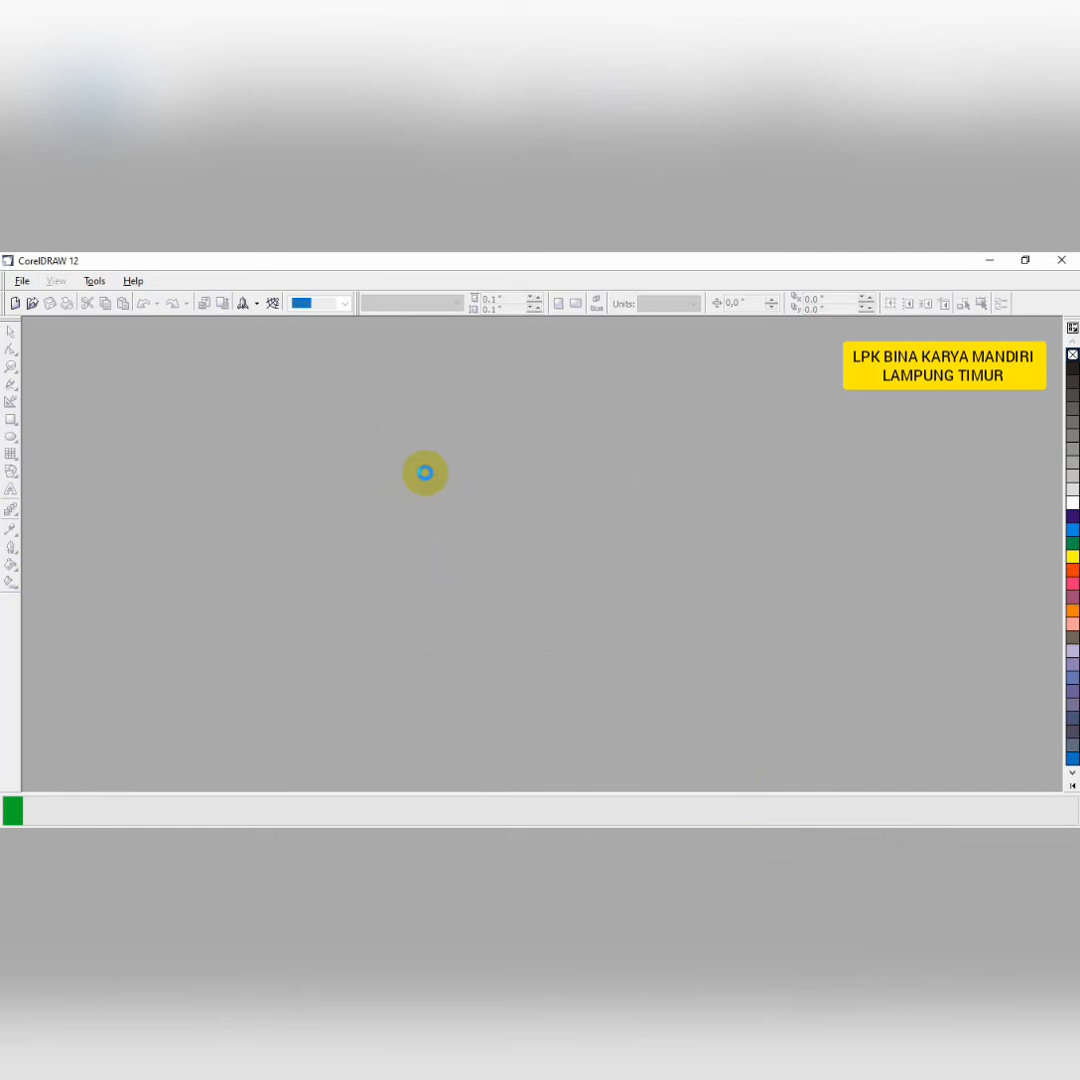 CorelDRAW 12
File View Tools Help
0.1 "
0.1 "
Units:
0,0 °
x 0.0 "
y 0.0 "
LPK BINA KARYA MANDIRI
LAMPUNG TIMUR